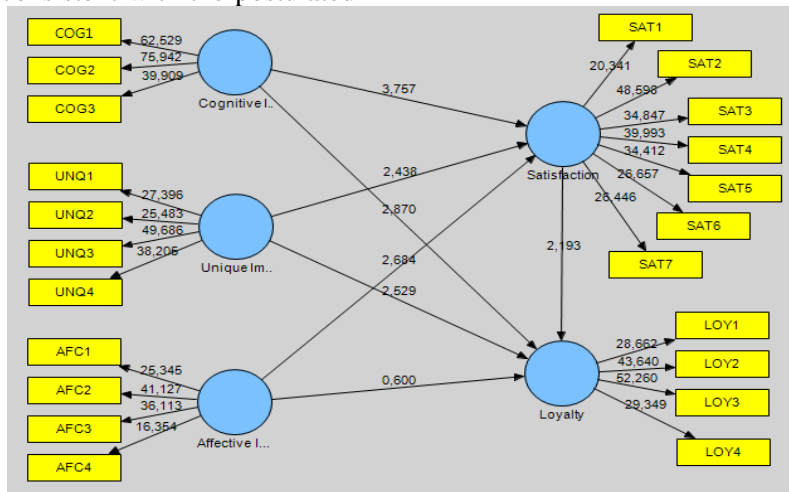 consistent with the postulated
COG1
62,529
COG2
75,942
COG3
39,909
Cognitive I..
UNQ1
27,396
UNQ2
25,483
UNQ3
49,686
UNQ4
38,205
Unique Im..
AFC1
25,345
AFC2
41,127
AFC3
36,113
AFC4
16,354
Affective I...
3,757
2,438
2,870
2,684
2,529
0,600
2,193
SAT1
20,341
SAT2
48,598
SAT3
34,847
SAT4
39,993
SAT5
34,412
SAT6
26,657
SAT7
26,446
Satisfaction
LOY1
28,662
LOY2
43,640
LOY3
52,260
LOY4
29,349
Loyalty